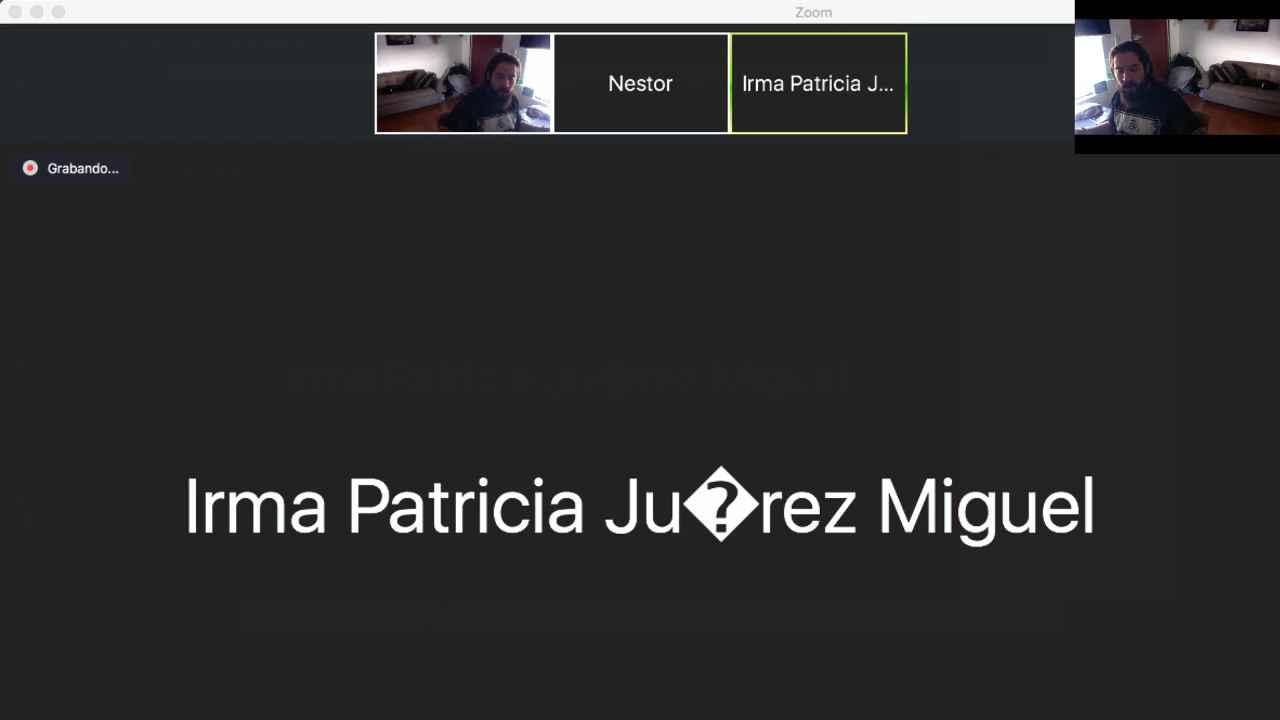 Zoom
Nestor
Irma Patricia J...
Grabando...
Irma Patricia Ju�rez Miguel